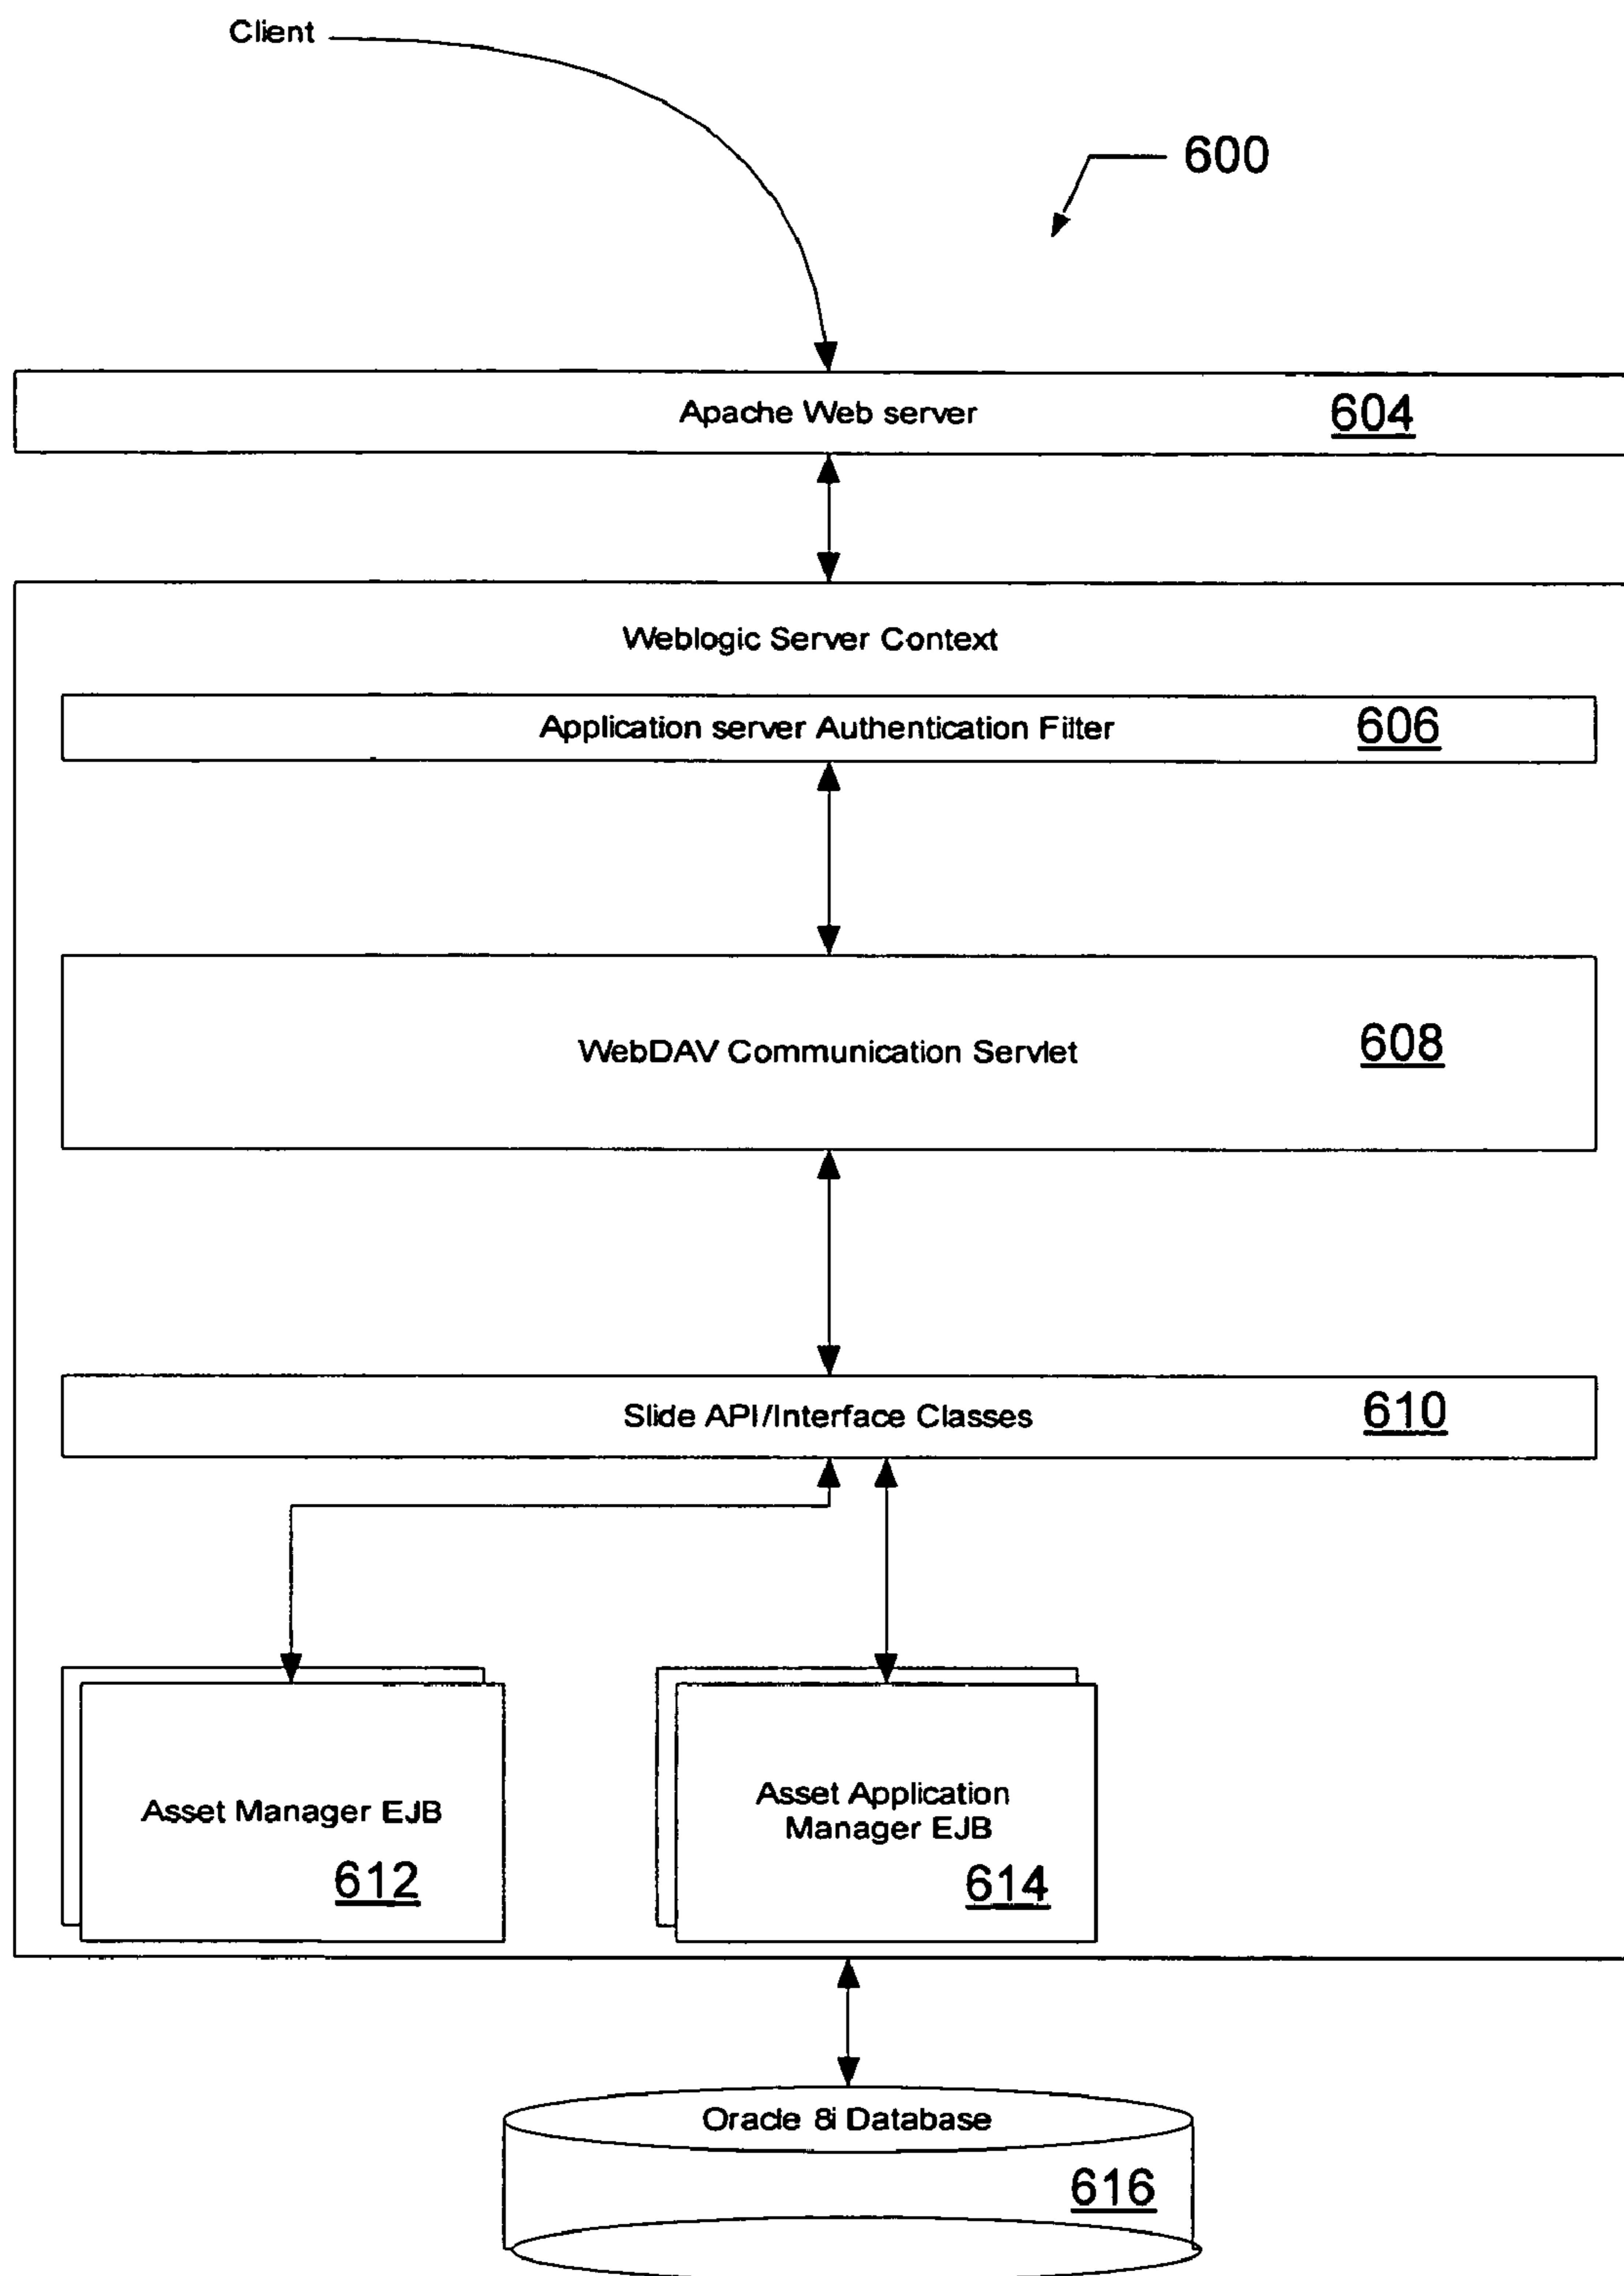 Client
600
Apache Web server 604
Weblogic Server Context
Application server Authentication Filter 606
WebDAV Communication Servlet 608
Slide API/Interface Classes 610
Asset Manager EJB
612
Asset Application
Manager EJB
614
Oracle 8i Database
616